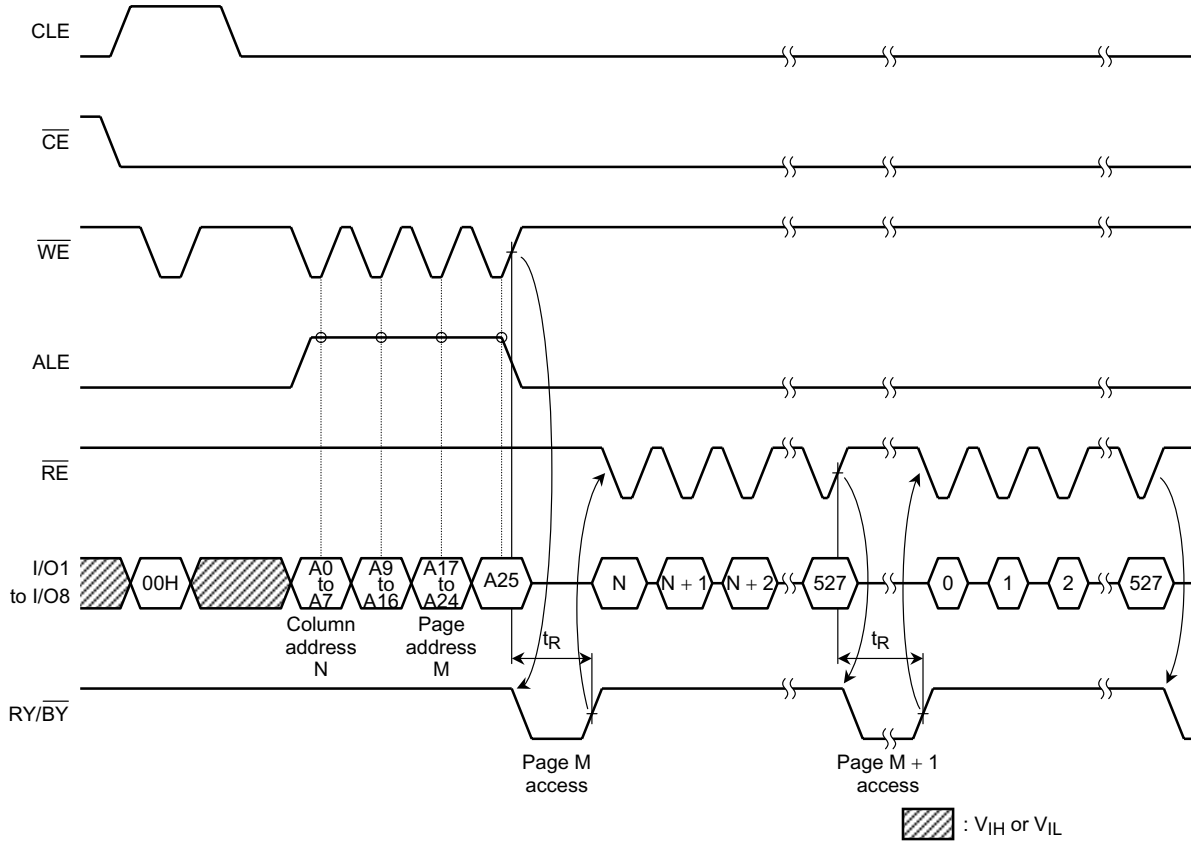 CLE
CE
WE
ALE
RE
I/O1
to I/O8
00H
A0
to
A7
A9
to
A16
A17
to
A24
A25
N
N + 1
N + 2
527
0
1
2
527
Column
address
N
Page
address
M
tR
tR
RY/BY
Page M
access
Page M + 1
access
: VIH or VIL